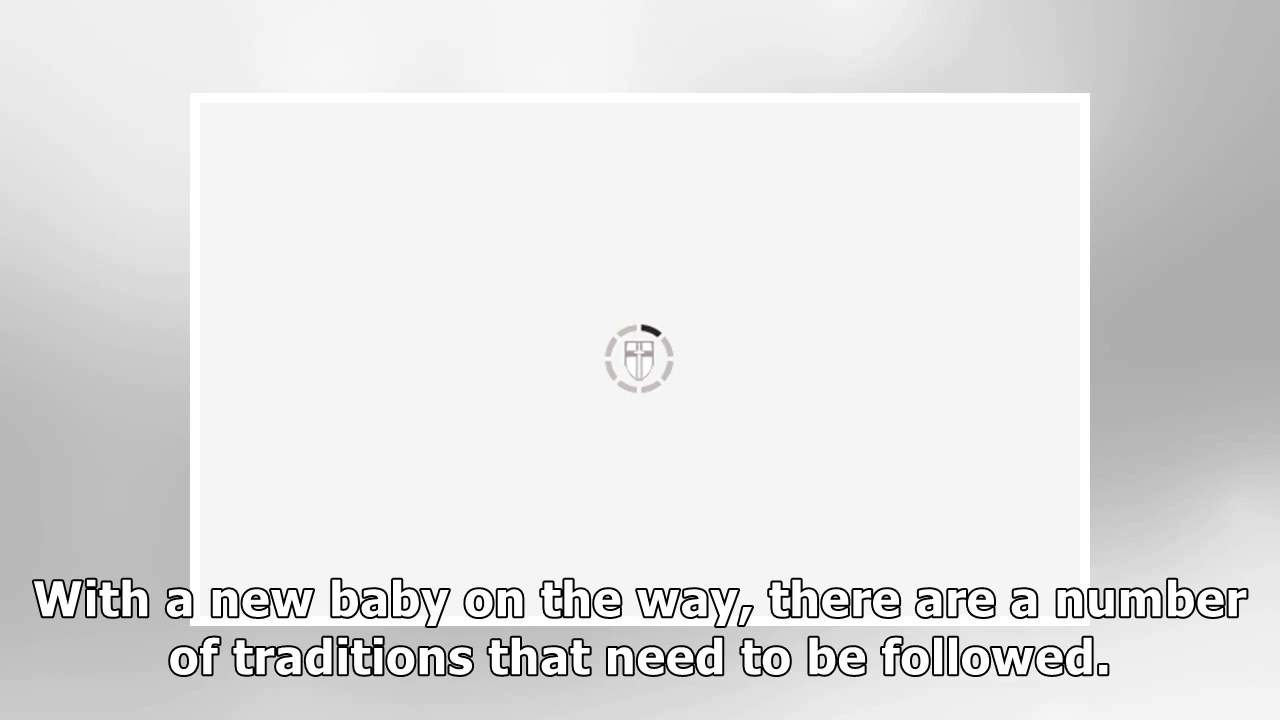 With a new baby on the way, there are a number
of traditions that need to be followed.